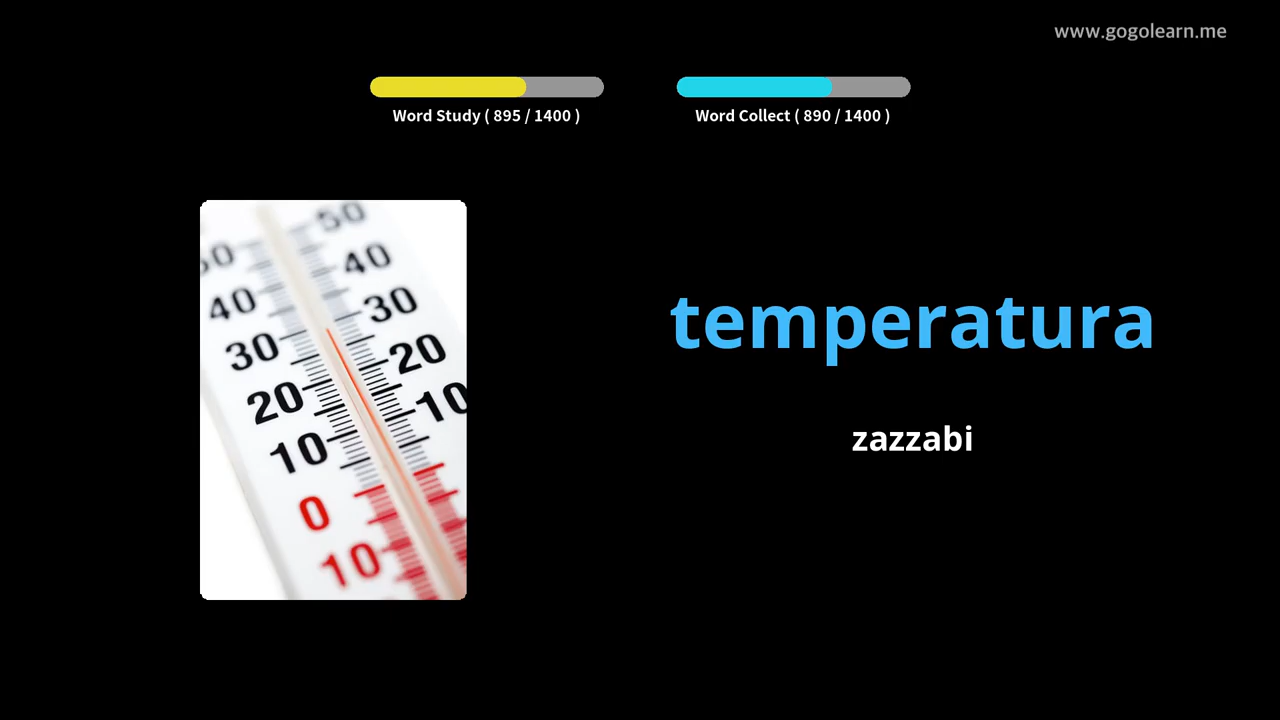 www.gogolearn.me
Word Study ( 895 / 1400 )
Word Collect ( 890 / 1400 )
50
40
40
30
30
20
20
10
10
0
10
temperatura
zazzabi